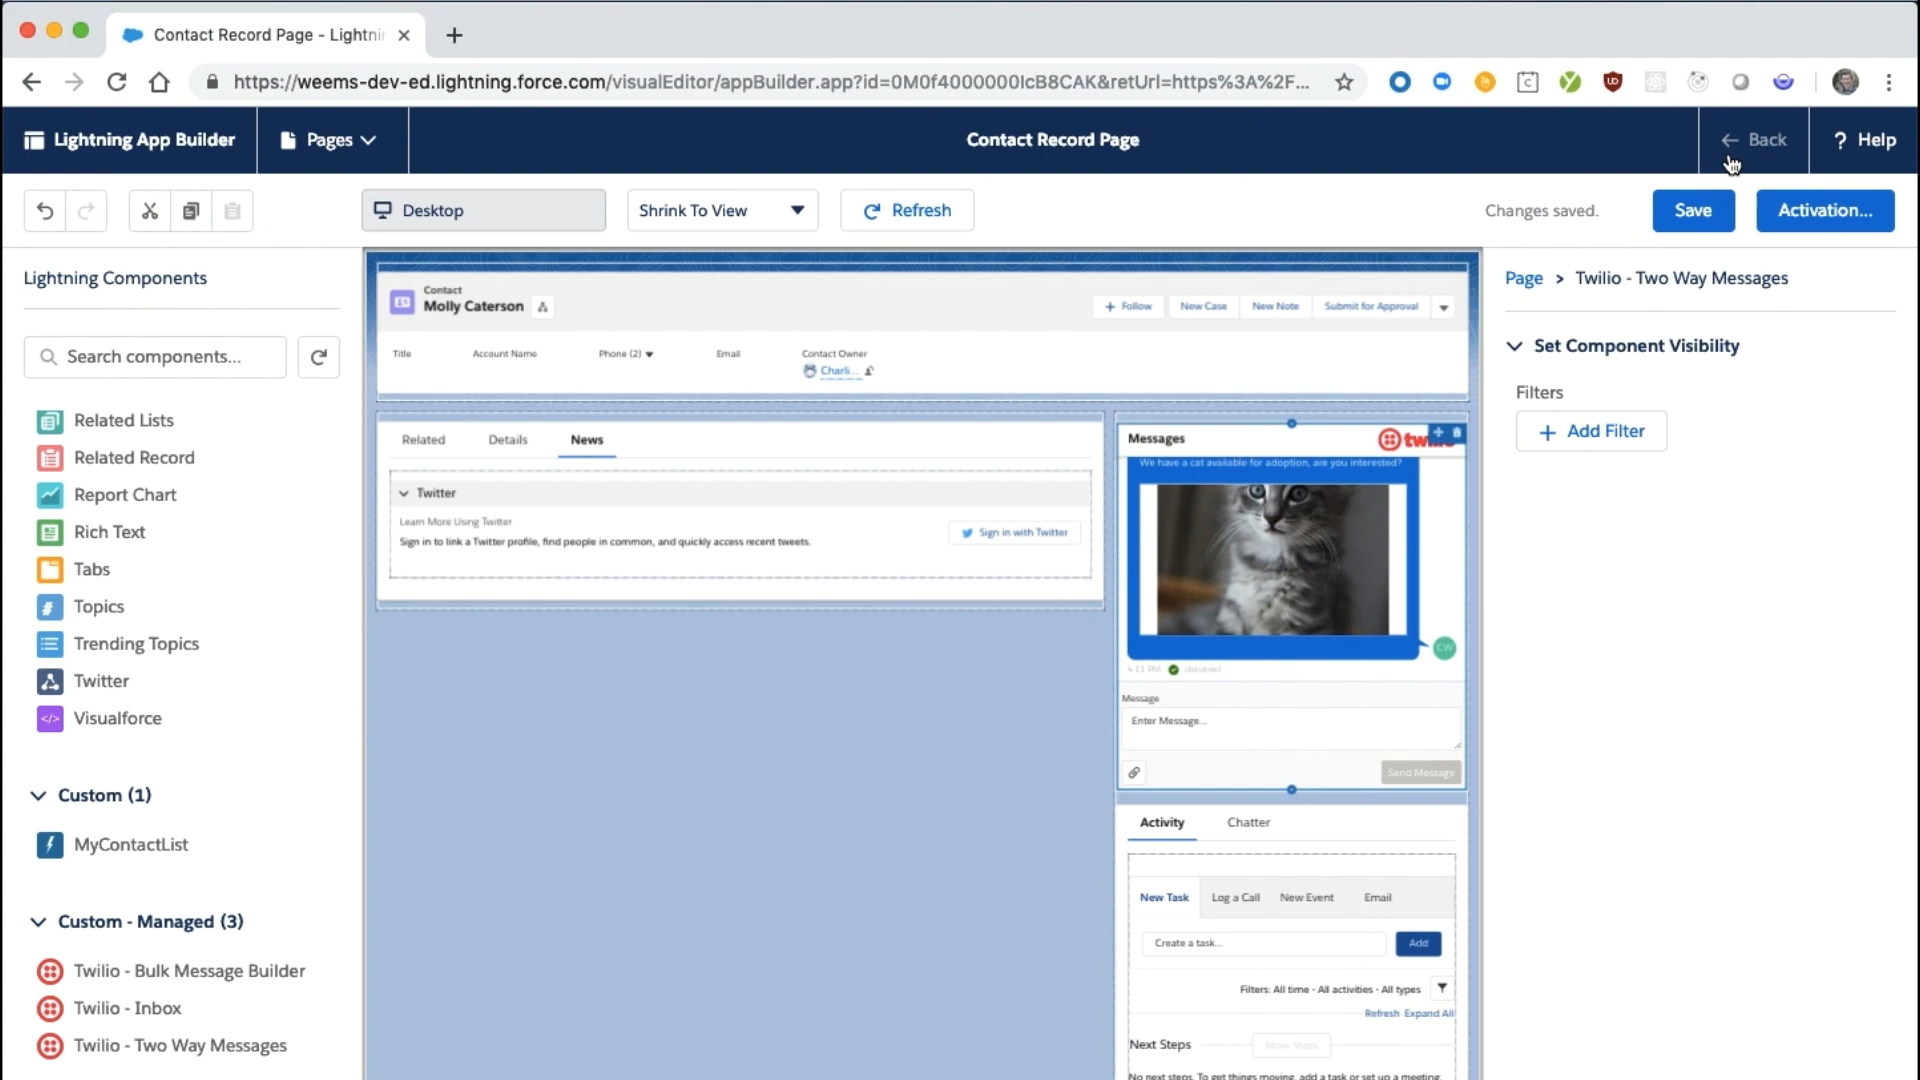 Contact Record Page - Lightnin
https://weems-dev-ed.lightning.force.com/visualEditor/appBuilder.app?id=0M0f4000000IcB8CAK&retUrl=https%3A%2F...
Lightning App Builder
Pages
Contact Record Page
Back
? Help
Desktop
Shrink To View
Refresh
Changes saved.
Save
Activation...
Lightning Components
Search components...
Related Lists
Related Record
Report Chart
Rich Text
Tabs
Topics
Trending Topics
Twitter
Visualforce
Custom (1)
MyContactList
Custom - Managed (3)
Twilio - Bulk Message Builder
Twilio - Inbox
Twilio - Two Way Messages
Contact
Molly Caterson
+ Follow
New Case
New Note
Submit for Approval
Title
Account Name
Phone (2)
Email
Contact Owner
Charli...
Related
Details
News
Twitter
Learn More Using Twitter
Sign in to link a Twitter profile, find people in common, and quickly access recent tweets.
Sign in with Twitter
Messages
We have a cat available for adoption, are you interested?
CW
4:11 PM
delivered
Message
Enter Message...
Send Message
Activity
Chatter
New Task
Log a Call
New Event
Email
Create a task...
Add
Filters: All time - All activities - All types
Refresh
Expand All
Next Steps
More Steps
No next steps. To get things moving, add a task or set up a meeting.
Page > Twilio - Two Way Messages
Set Component Visibility
Filters
+ Add Filter